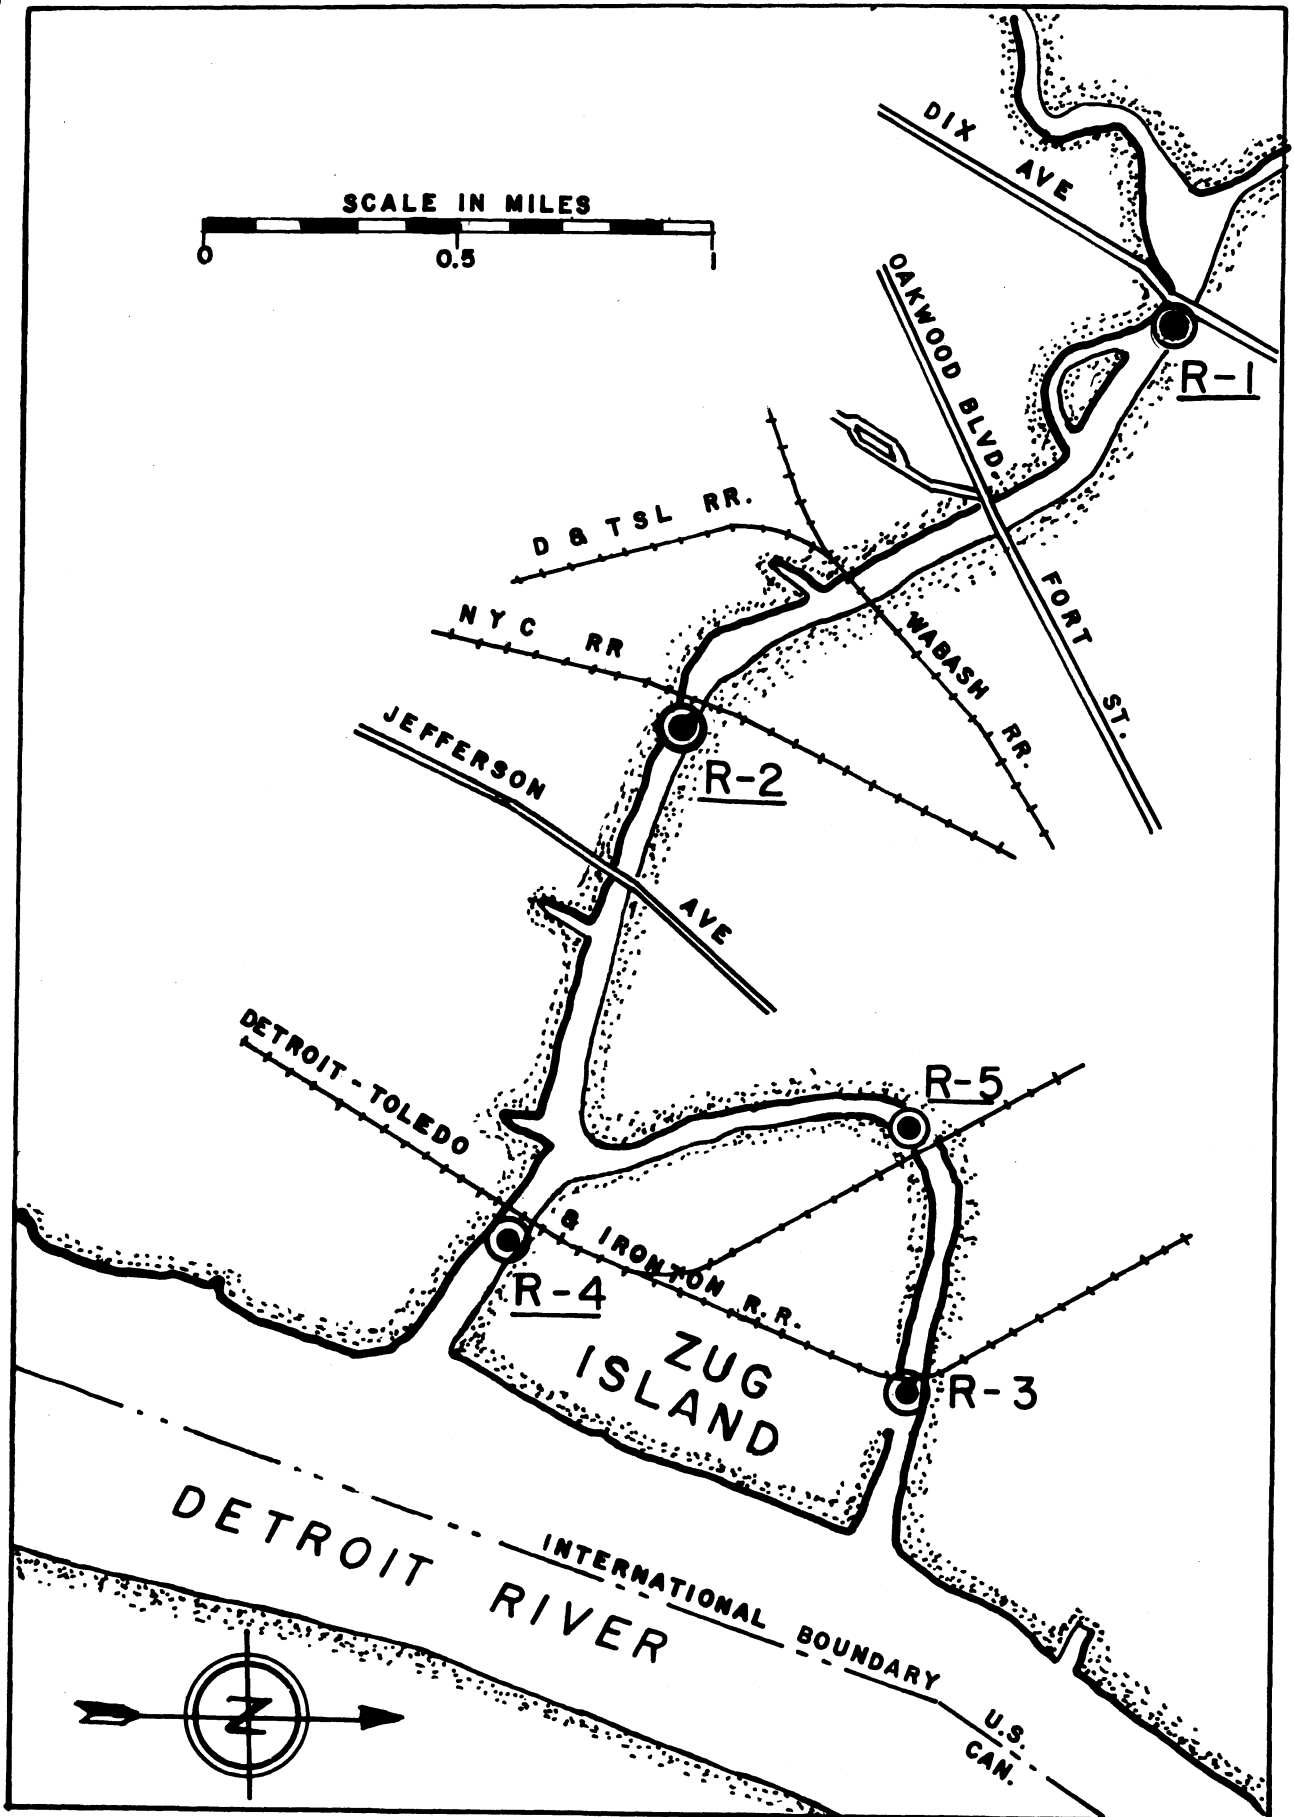 DIX AVE
SCALE IN MILES
0 0.5 1
OAKWOOD BLVD.
R-1
D & TSL RR.
FORT ST.
NYC RR
WABASH RR.
JEFFERSON AVE
R-2
DETROIT-TOLEDO & IRONTON R.R.
R-5
R-4
ZUG
ISLAND
R-3
DETROIT RIVER
INTERNATIONAL BOUNDARY
U.S.
CAN.
N